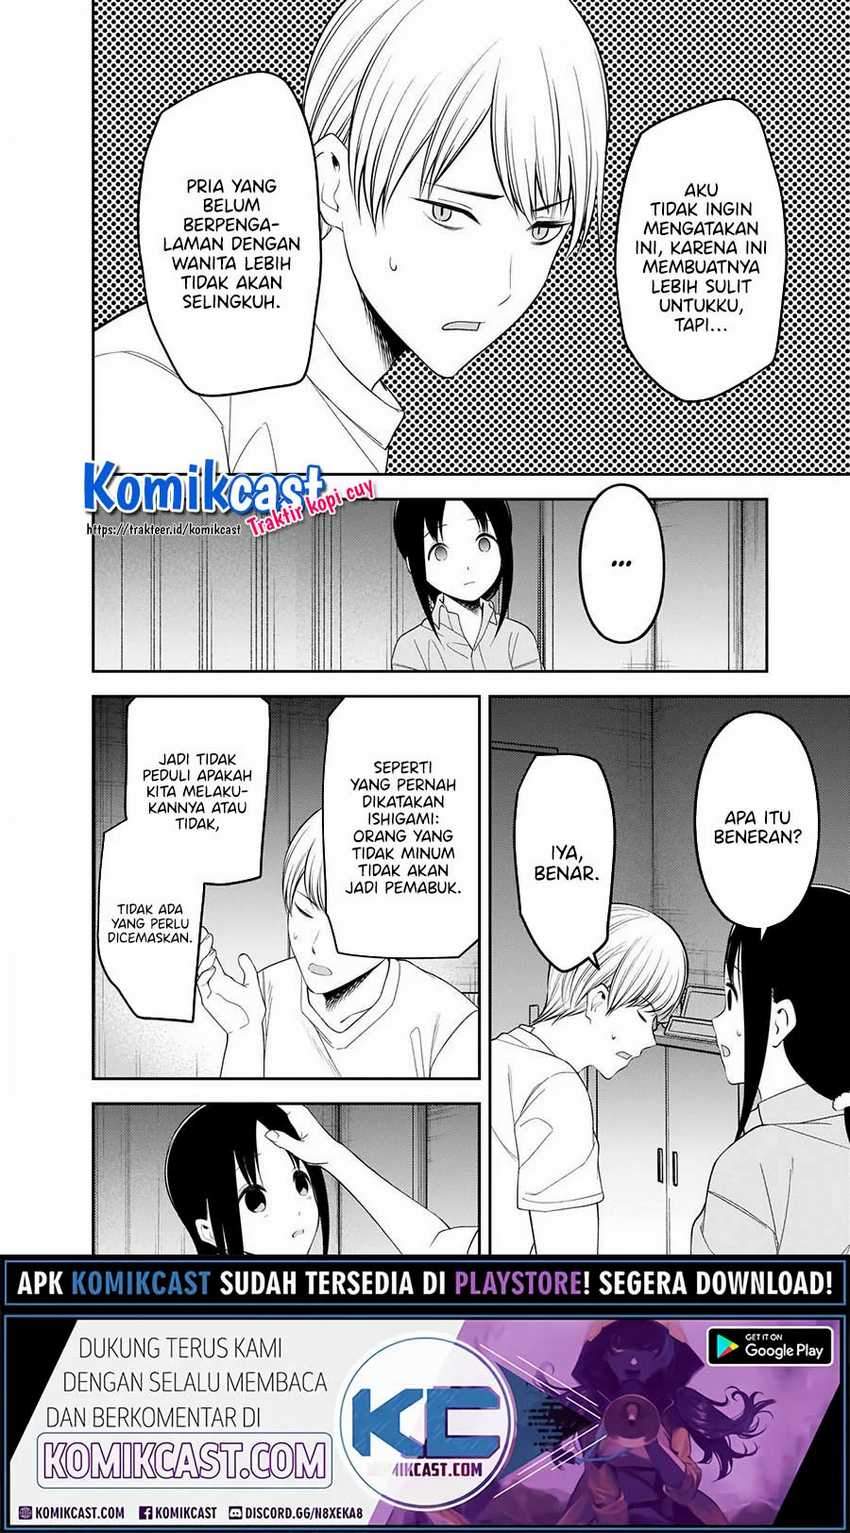 AKU
TIDAK INGIN
MENGATAKAN
INI, KARENA INI
MEMBUATNYA
LEBIH SULIT
UNTUKKU,
TAPI...
PRIA YANG
BELUM
BERPENGA-
LAMAN DENGAN
WANITA LEBIH
TIDAK AKAN
SELINGKUH.
Komikcast
Traktir kopi cuy
https://trakteer.id/komikcast
...
APA ITU
BENERAN?
IYA,
BENAR.
SEPERTI
YANG PERNAH
DIKATAKAN
ISHIGAMI:
ORANG YANG
TIDAK MINUM
TIDAK AKAN
JADI PEMABUK.
JADI TIDAK
PEDULI APAKAH
KITA MELAKU-
KANNYA ATAU
TIDAK,
TIDAK ADA
YANG PERLU
DICEMASKAN.
APK KOMIKCAST SUDAH TERSEDIA DI PLAYSTORE! SEGERA DOWNLOAD!
DUKUNG TERUS KAMI
DENGAN SELALU MEMBACA
DAN BERKOMENTAR DI
KOMIKCAST.COM
KOMIKCAST.COM KOMIKCAST DISCORD.GG/N8XEKA8
KC
MIKCAST.COM
GET IT ON
Google Play